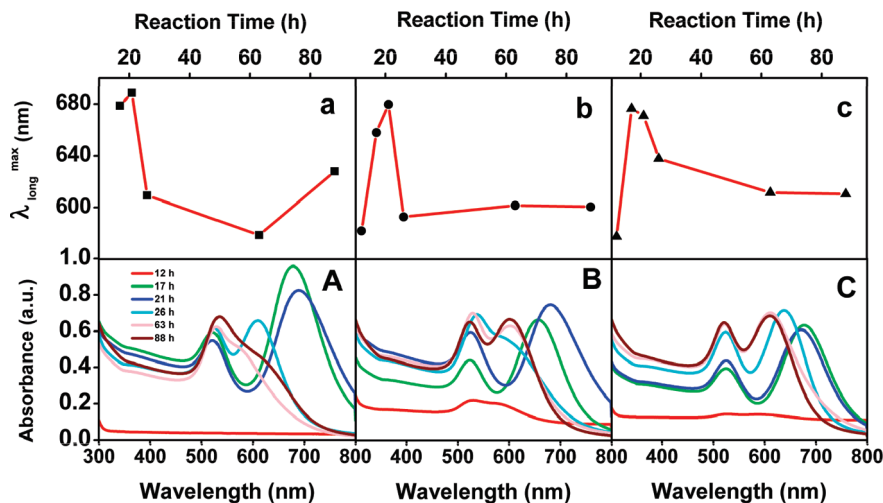 Reaction Time (h) Reaction Time (h) Reaction Time (h)
20 40 60 80 20 40 60 80 20 40 60 80
λ long max (nm)
680
640
600
a b c
1.0
0.8
0.6
0.4
0.2
0.0
Absorbance (a.u.)
12 h
17 h
21 h
26 h
63 h
88 h
A B C
300 400 500 600 700 800 400 500 600 700 800 400 500 600 700 800
Wavelength (nm) Wavelength (nm) Wavelength (nm)